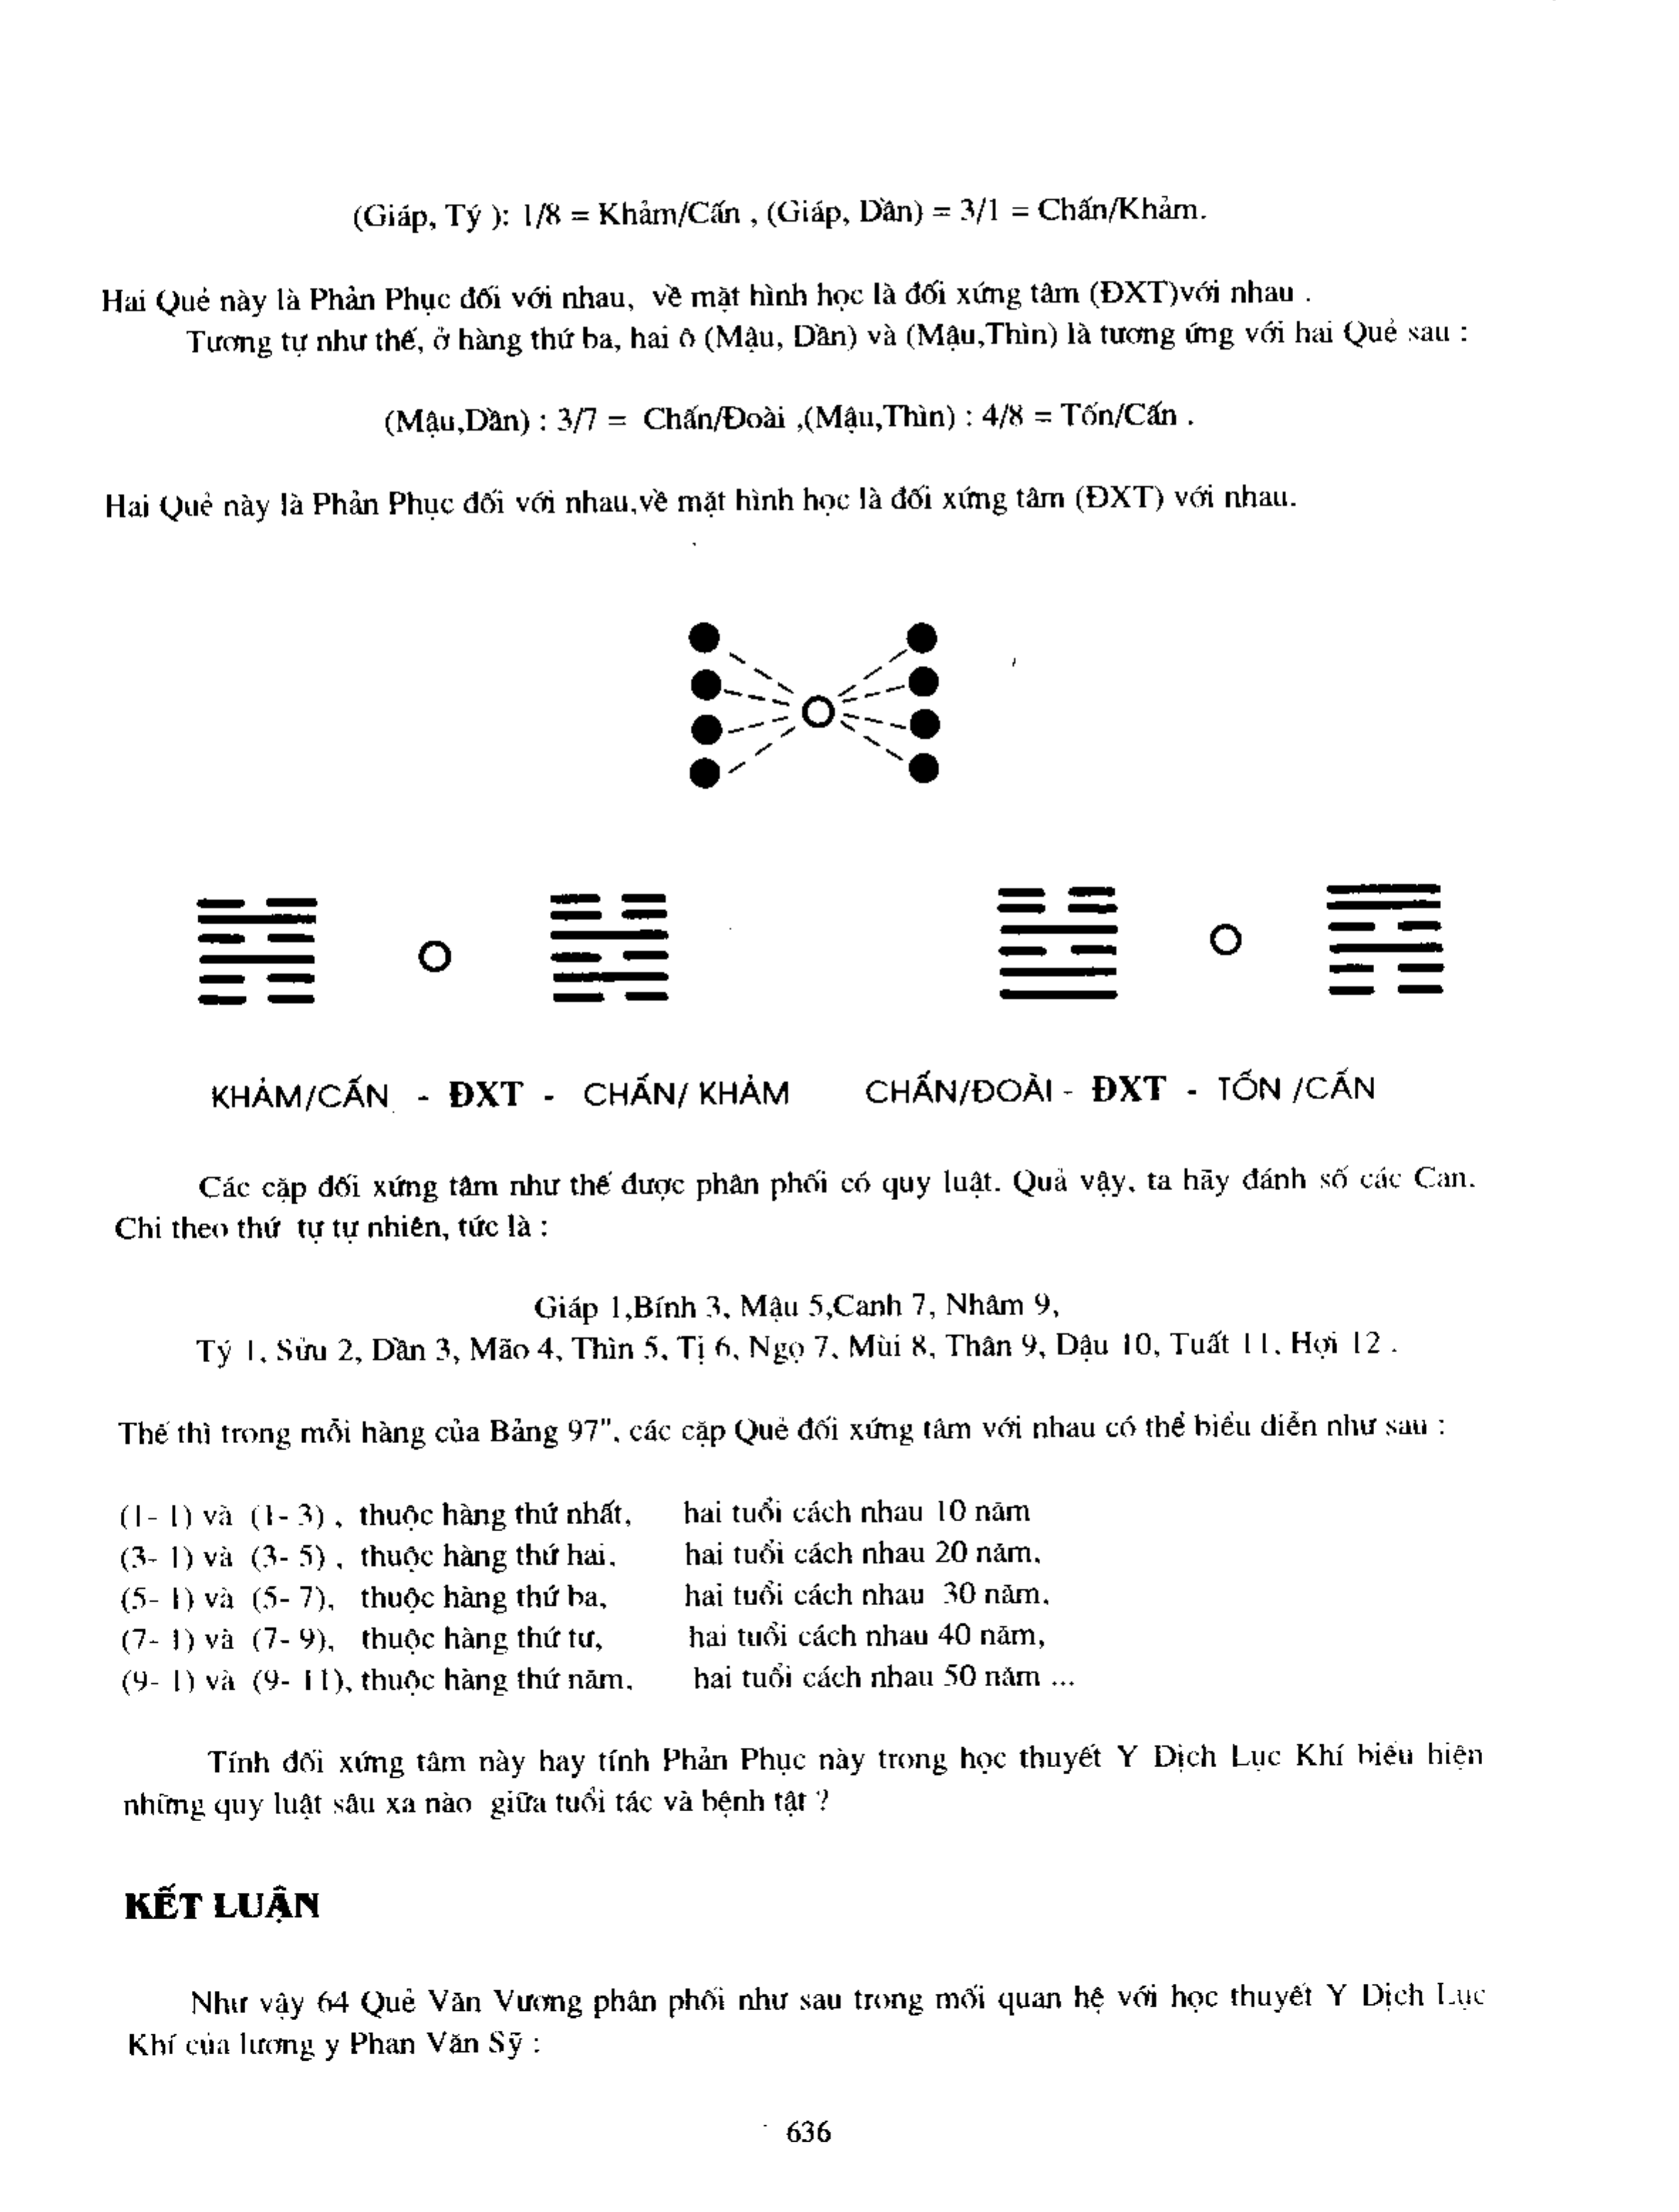 (Giáp, Tý ): 1/8 = Khảm/Cấn , (Giáp, Dần) = 3/1 = Chấn/Khảm.
Hai Quẻ này là Phản Phục đối với nhau, về mặt hình học là đối xứng tâm (ĐXT)với nhau .
Tương tự như thế, ở hàng thứ ba, hai ô (Mậu, Dần) và (Mậu,Thìn) là tương ứng với hai Quẻ sau :
(Mậu,Dần) : 3/7 = Chấn/Đoài ,(Mậu,Thìn) : 4/8 = Tốn/Cấn .
Hai Quẻ này là Phản Phục đối với nhau,về mặt hình học là đối xứng tâm (ĐXT) với nhau.
KHẢM/CẤN - ĐXT - CHẤN/ KHẢM CHẤN/ĐOÀI - ĐXT - TỐN /CẤN
Các cặp đối xứng tâm như thế được phân phối có quy luật. Quả vậy, ta hãy đánh số các Can.
Chi theo thứ tự tự nhiên, tức là :
Giáp 1,Bính 3, Mậu 5,Canh 7, Nhâm 9,
Tý 1, Sửu 2, Dần 3, Mão 4, Thìn 5, Tị 6, Ngọ 7, Mùi 8, Thân 9, Dậu 10, Tuất 11, Hợi 12 .
Thế thì trong mỗi hàng của Bảng 97", các cặp Quẻ đối xứng tâm với nhau có thể biểu diễn như sau :
(1- 1) và (1- 3) , thuộc hàng thứ nhất, hai tuổi cách nhau 10 năm
(3- 1) và (3- 5) , thuộc hàng thứ hai, hai tuổi cách nhau 20 năm,
(5- 1) và (5- 7), thuộc hàng thứ ba, hai tuổi cách nhau 30 năm,
(7- 1) và (7- 9), thuộc hàng thứ tư, hai tuổi cách nhau 40 năm,
(9- 1) và (9- 11), thuộc hàng thứ năm, hai tuổi cách nhau 50 năm ...
Tính đối xứng tâm này hay tính Phản Phục này trong học thuyết Y Dịch Lục Khí biểu hiện
những quy luật sâu xa nào giữa tuổi tác và bệnh tật ?
KẾT LUẬN
Như vậy 64 Quẻ Văn Vương phân phối như sau trong mối quan hệ với học thuyết Y Dịch Lục
Khí của lương y Phan Văn Sỹ :
636